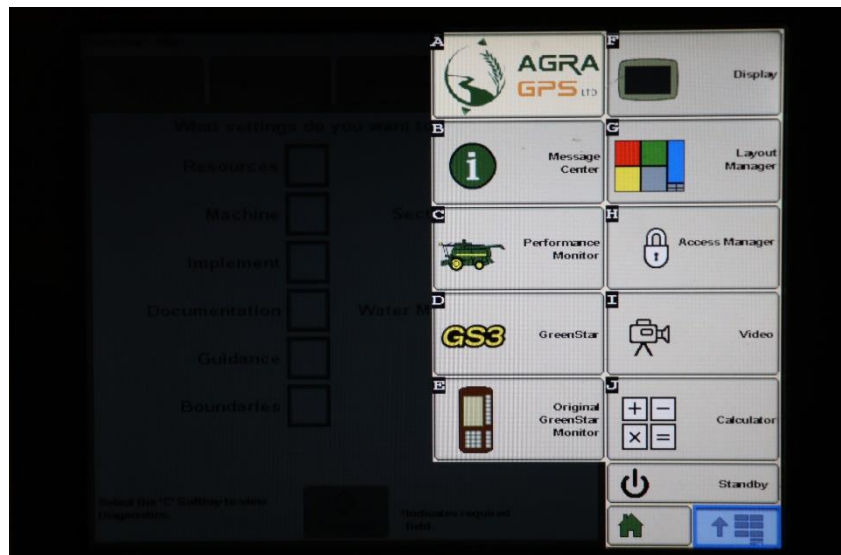 What settings do you want to
Resources
Machine
Sect
Implement
Documentation
Water M
Guidance
Boundaries
Select the 'C' Softkey to view
Diagnostics.
*Indicates required
field
A
AGRA
GPS LTD
B
Message
Center
C
Performance
Monitor
D
GS3
GreenStar
E
Original
GreenStar
Monitor
F
Display
G
Layout
Manager
H
Access Manager
I
Video
J
Calculator
Standby